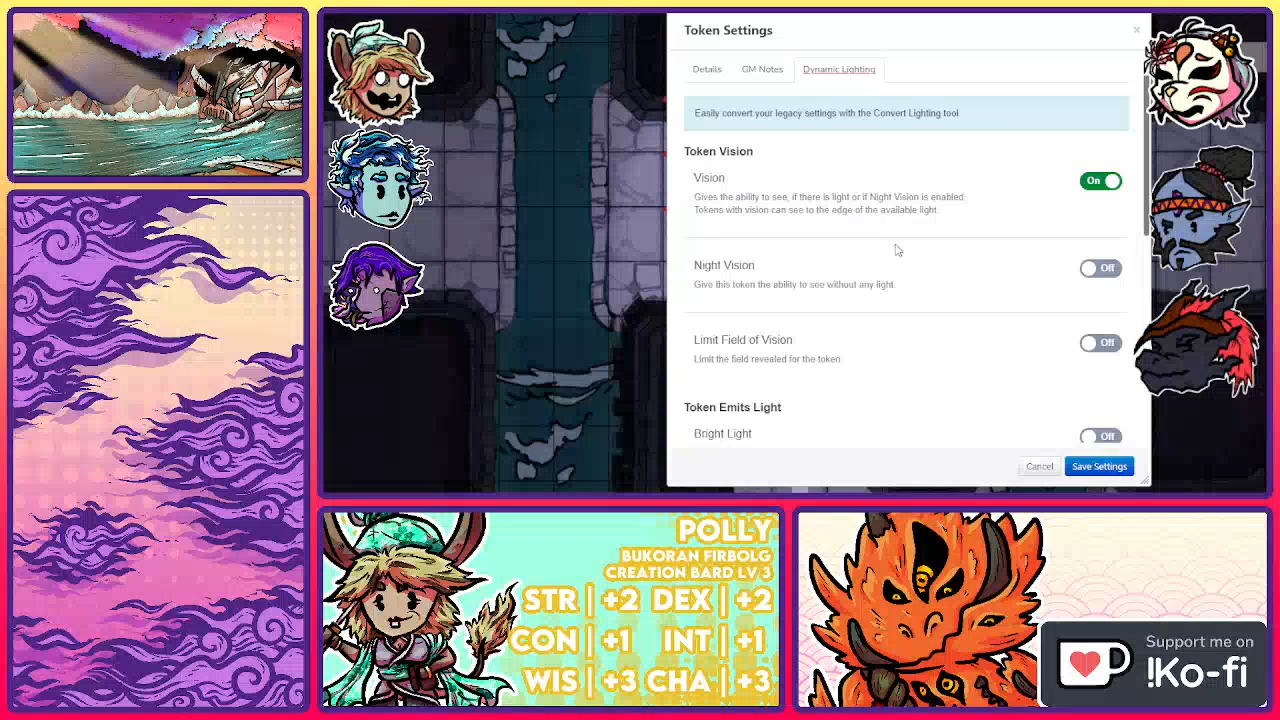 Token Settings
×
Details
GM Notes
Dynamic Lighting
Easily convert your legacy settings with the Convert Lighting tool
Token Vision
Vision
On
Gives the ability to see, if there is light or if Night Vision is enabled.
Tokens with vision can see to the edge of the available light.
Night Vision
Off
Give this token the ability to see without any light.
Limit Field of Vision
Off
Limit the field revealed for the token.
Token Emits Light
Bright Light
Off
Cancel
Save Settings
POLLY
BUKORAN FIRBOLG
CREATION BARD LV 3
STR | +2 DEX | +2
CON | +1 INT | +1
WIS | +3 CHA | +3
Support me on
!Ko-fi